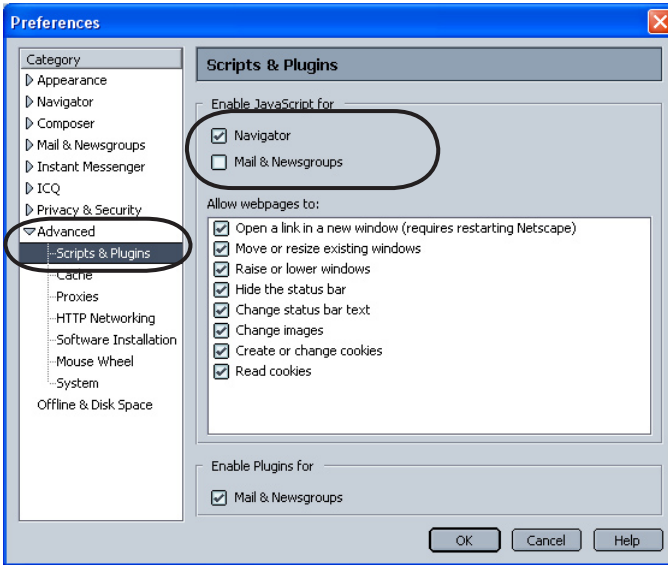 Preferences
Category
Appearance
Navigator
Composer
Mail & Newsgroups
Instant Messenger
ICQ
Privacy & Security
Advanced
Scripts & Plugins
Cache
Proxies
HTTP Networking
Software Installation
Mouse Wheel
System
Offline & Disk Space
Scripts & Plugins
Enable JavaScript for
Navigator
Mail & Newsgroups
Allow webpages to:
Open a link in a new window (requires restarting Netscape)
Move or resize existing windows
Raise or lower windows
Hide the status bar
Change status bar text
Change images
Create or change cookies
Read cookies
Enable Plugins for
Mail & Newsgroups
OK Cancel Help